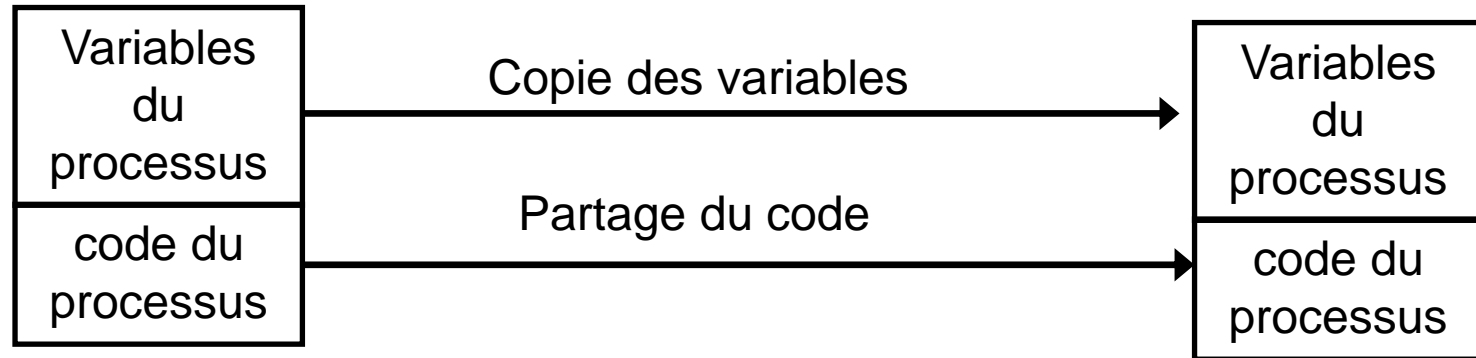 Variables
du
processus
code du
processus
Copie des variables
Partage du code
Variables
du
processus
code du
processus